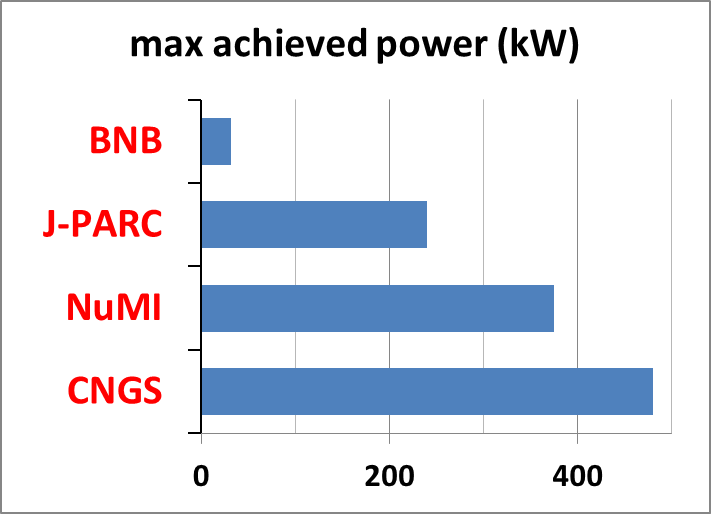 max achieved power (kW)
BNB
J-PARC
NuMI
CNGS
0 200 400